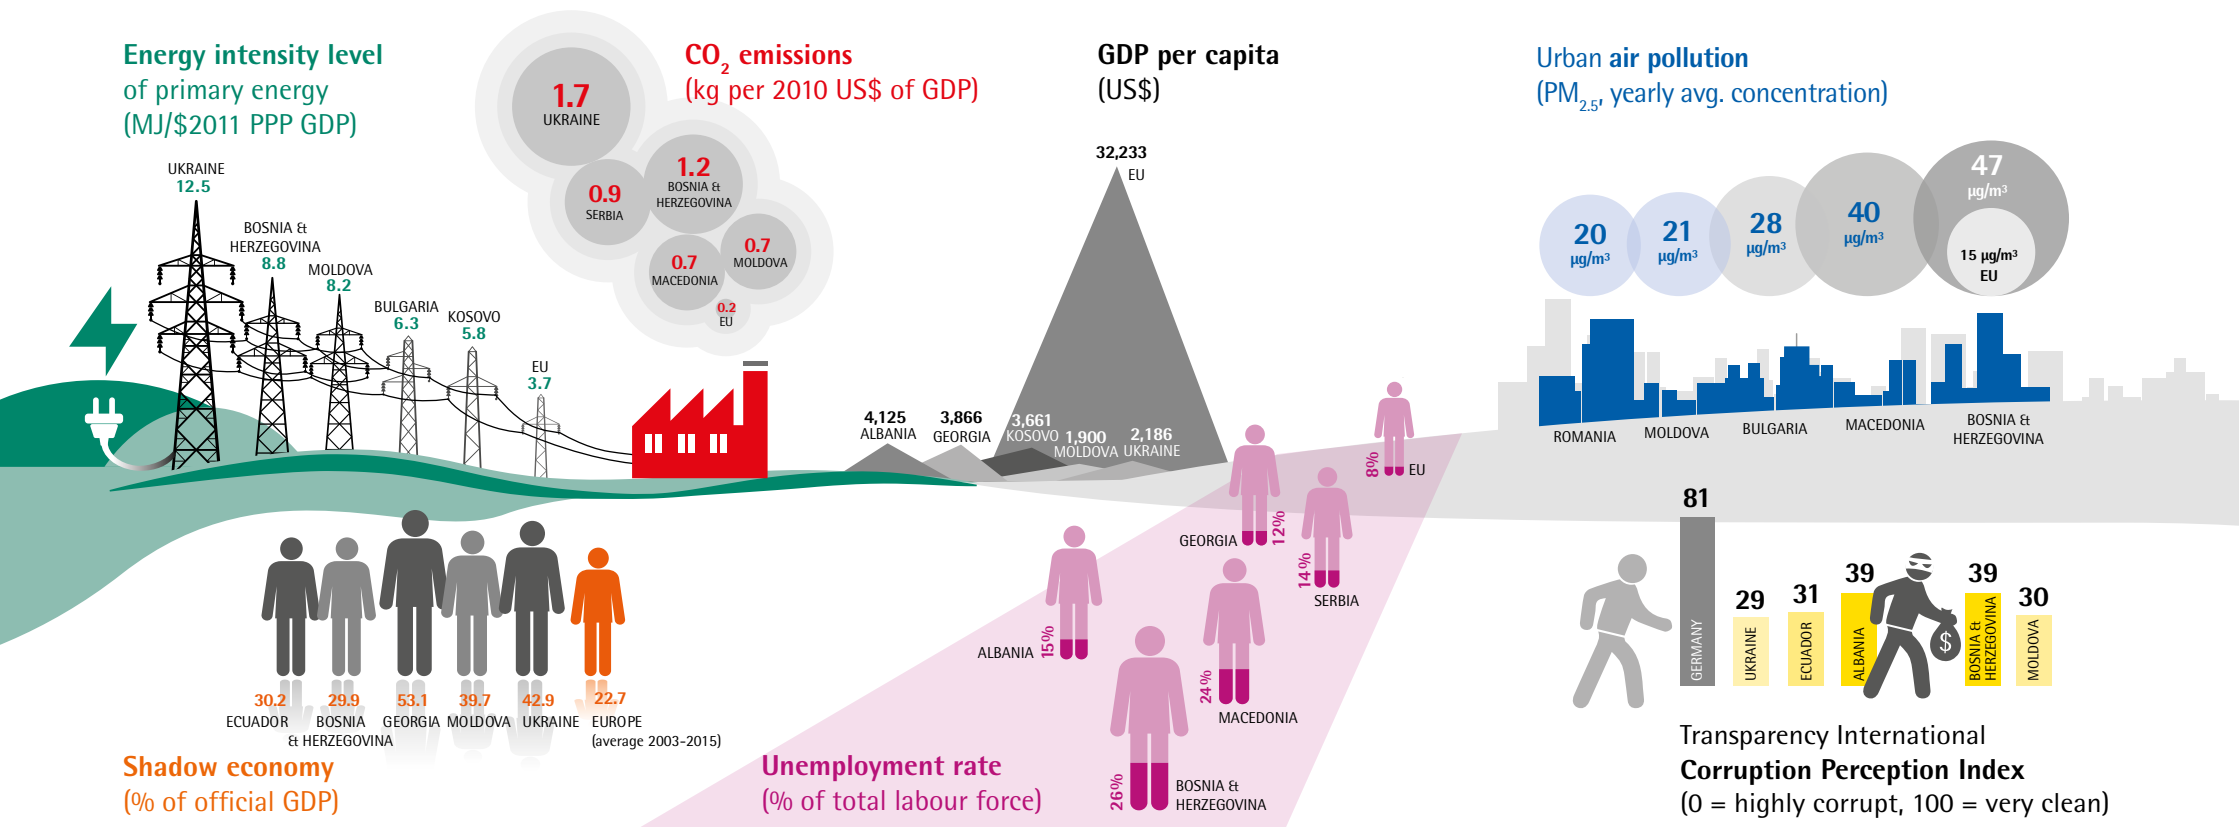 Energy intensity level
of primary energy
(MJ/$2011 PPP GDP)
UKRAINE
12.5
BOSNIA &
HERZEGOVINA
8.8
MOLDOVA
8.2
BULGARIA
6.3
KOSOVO
5.8
EU
3.7
CO2 emissions
(kg per 2010 US$ of GDP)
1.7
UKRAINE
1.2
BOSNIA &
HERZEGOVINA
0.9
SERBIA
0.7
MOLDOVA
0.7
MACEDONIA
0.2
EU
GDP per capita
(US$)
32,233
EU
4,125
ALBANIA
3,866
GEORGIA
3,661
KOSOVO
1,900
MOLDOVA
2,186
UKRAINE
Urban air pollution
(PM2.5, yearly avg. concentration)
20
µg/m³
21
µg/m³
28
µg/m³
40
µg/m³
47
µg/m³
15 µg/m³
EU
ROMANIA
MOLDOVA
BULGARIA
MACEDONIA
BOSNIA &
HERZEGOVINA
30.2
ECUADOR
29.9
BOSNIA
& HERZEGOVINA
53.1
GEORGIA
39.7
MOLDOVA
42.9
UKRAINE
22.7
EUROPE
(average 2003-2015)
Shadow economy
(% of official GDP)
8%
EU
12%
GEORGIA
14%
SERBIA
15%
ALBANIA
24%
MACEDONIA
26%
BOSNIA &
HERZEGOVINA
Unemployment rate
(% of total labour force)
81
GERMANY
29
UKRAINE
31
ECUADOR
39
ALBANIA
$
39
BOSNIA &
HERZEGOVINA
30
MOLDOVA
Transparency International
Corruption Perception Index
(0 = highly corrupt, 100 = very clean)